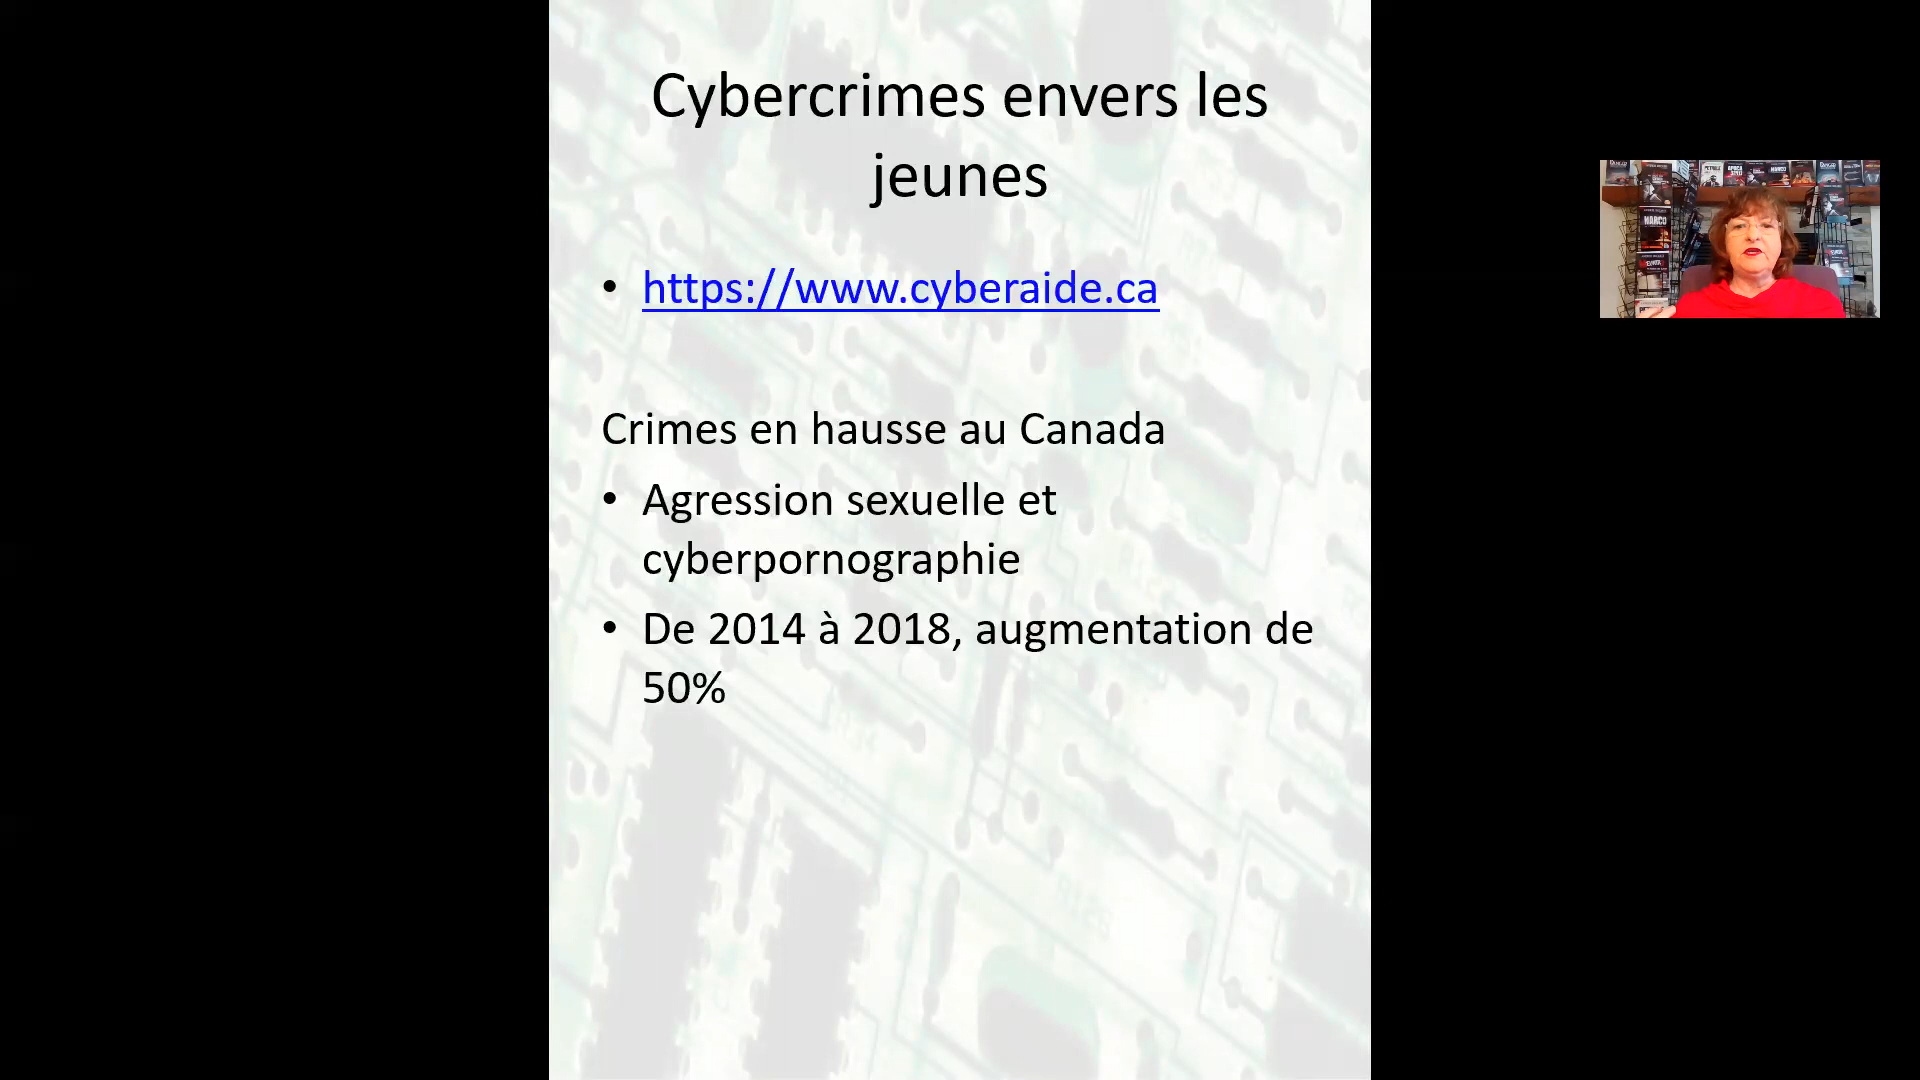 Cybercrimes envers les
jeunes
• https://www.cyberaide.ca
Crimes en hausse au Canada
• Agression sexuelle et
cyberpornographie
• De 2014 à 2018, augmentation de
50%
NARCO